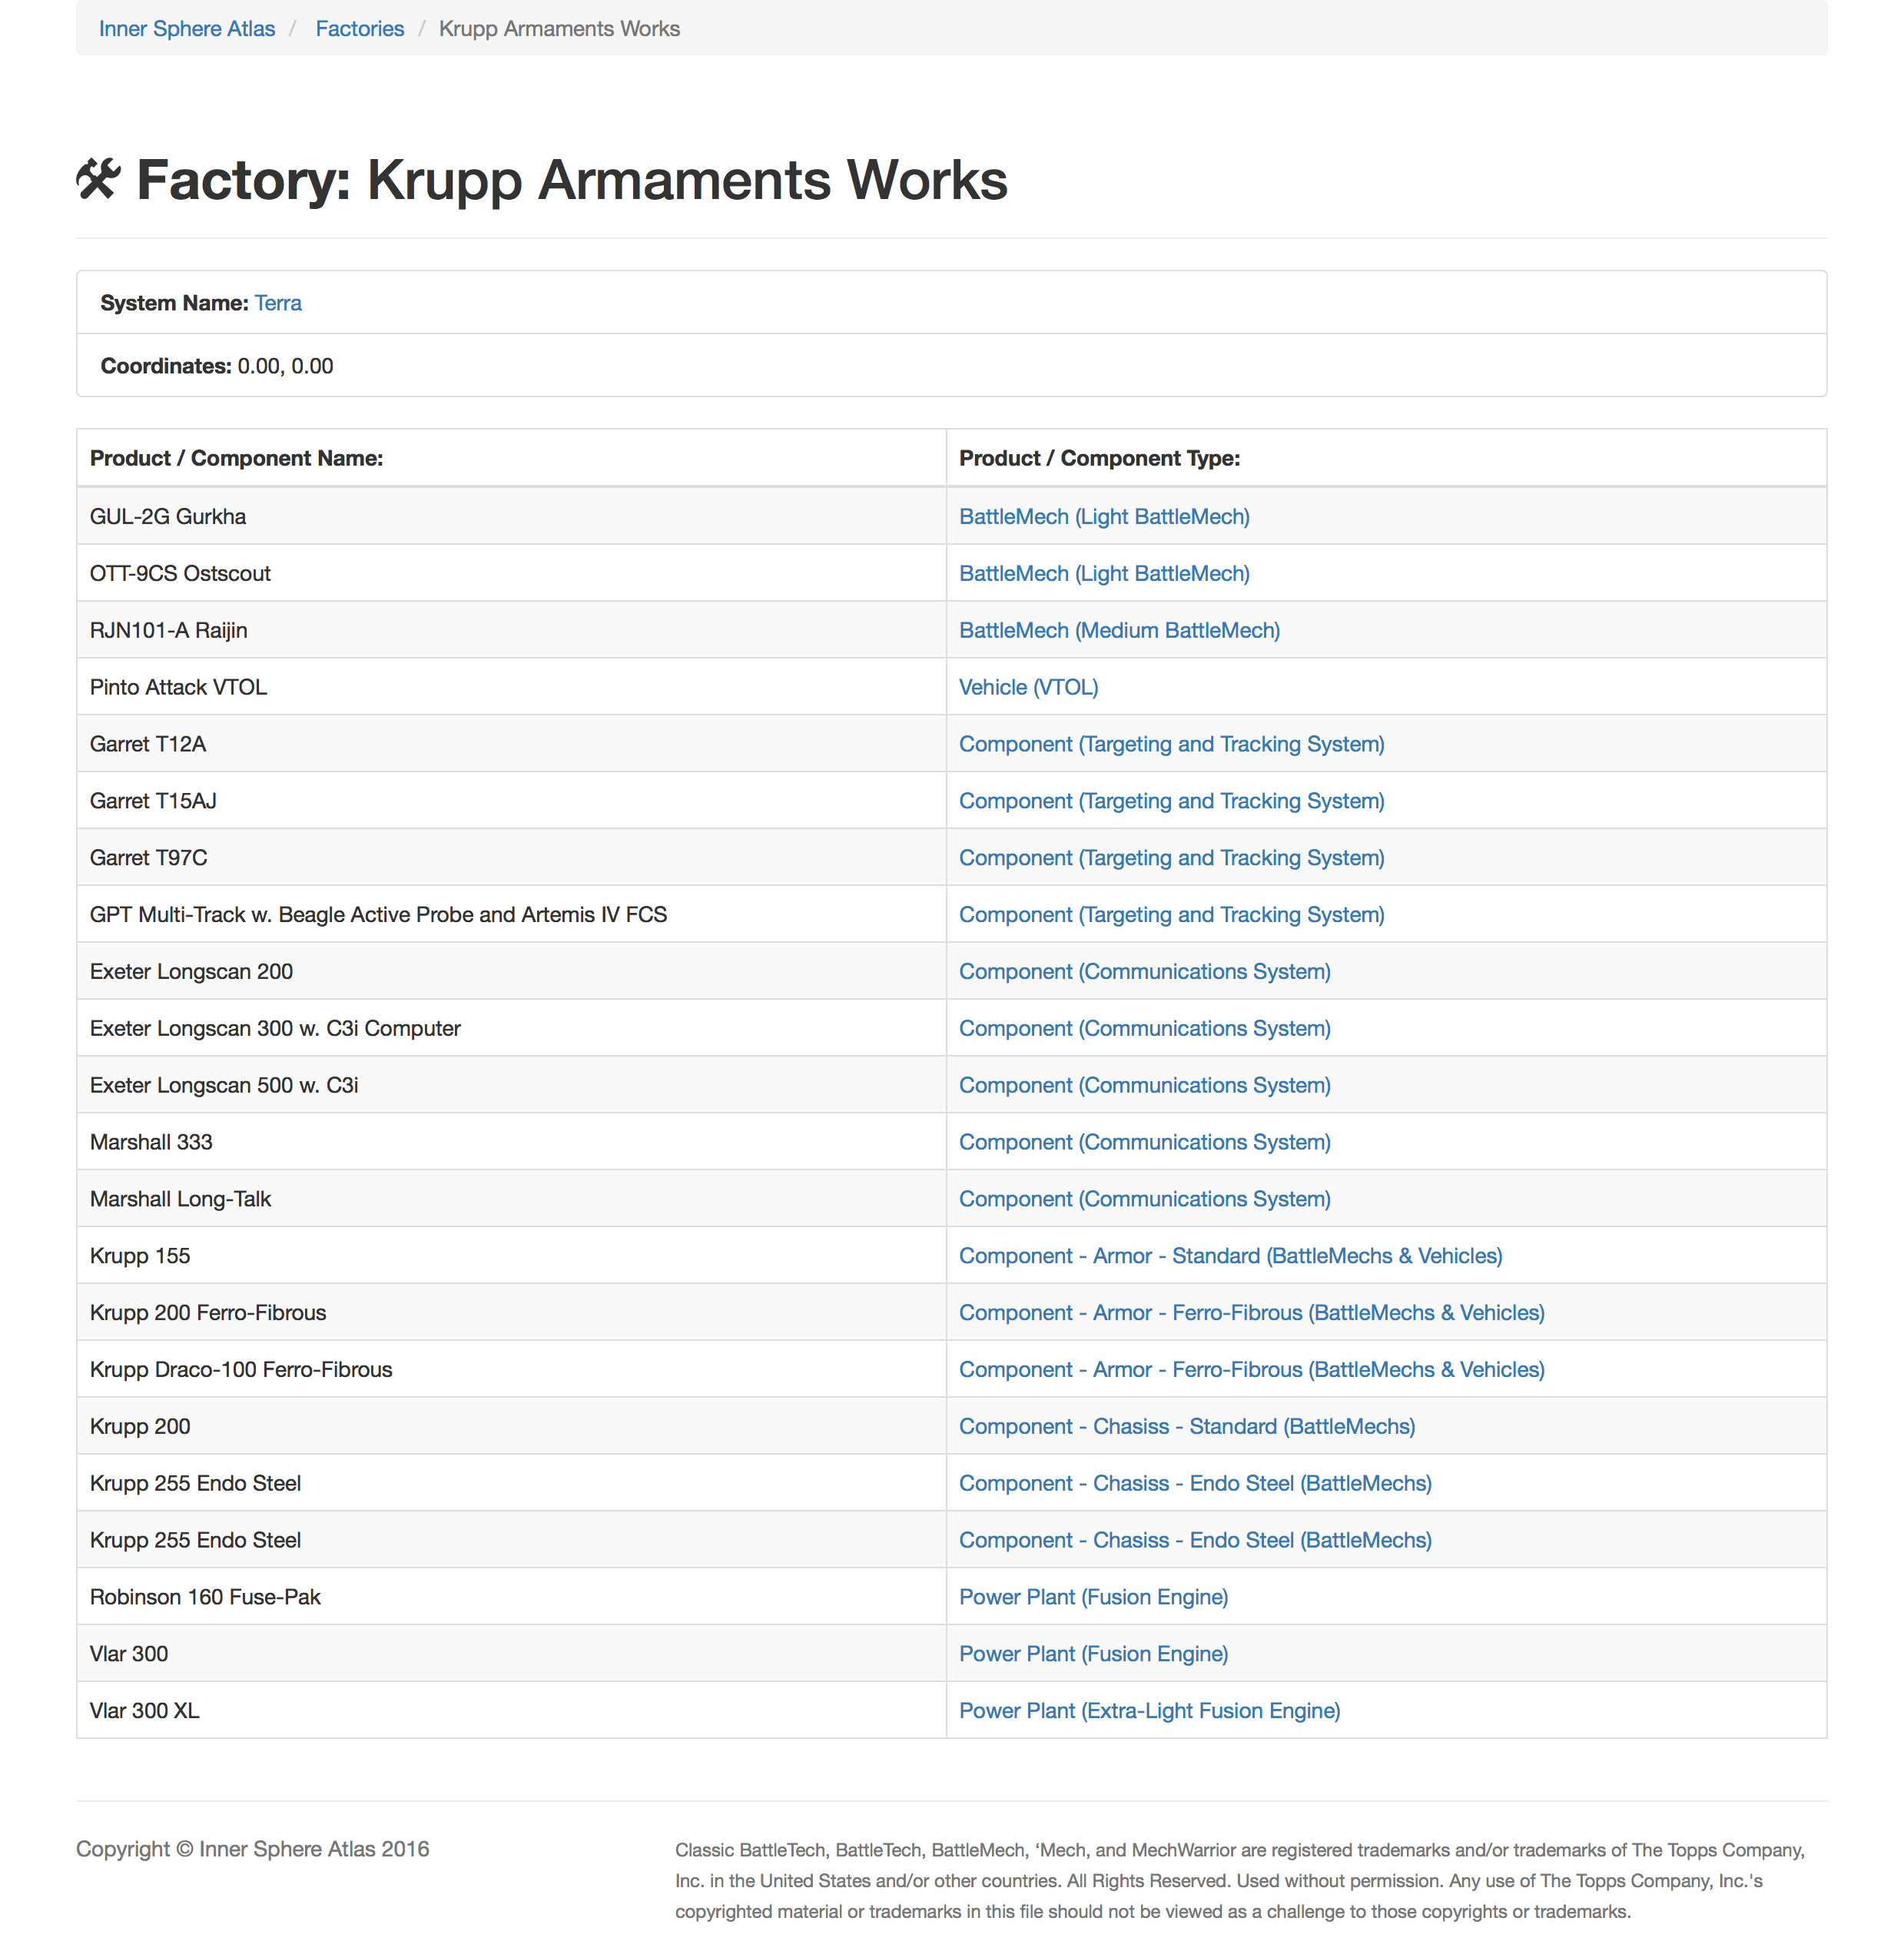 Inner Sphere Atlas / Factories / Krupp Armaments Works
Factory: Krupp Armaments Works
System Name: Terra
Coordinates: 0.00, 0.00
Product / Component Name: Product / Component Type:
GUL-2G Gurkha BattleMech (Light BattleMech)
OTT-9CS Ostscout BattleMech (Light BattleMech)
RJN101-A Raijin BattleMech (Medium BattleMech)
Pinto Attack VTOL Vehicle (VTOL)
Garret T12A Component (Targeting and Tracking System)
Garret T15AJ Component (Targeting and Tracking System)
Garret T97C Component (Targeting and Tracking System)
GPT Multi-Track w. Beagle Active Probe and Artemis IV FCS Component (Targeting and Tracking System)
Exeter Longscan 200 Component (Communications System)
Exeter Longscan 300 w. C3i Computer Component (Communications System)
Exeter Longscan 500 w. C3i Component (Communications System)
Marshall 333 Component (Communications System)
Marshall Long-Talk Component (Communications System)
Krupp 155 Component - Armor - Standard (BattleMechs & Vehicles)
Krupp 200 Ferro-Fibrous Component - Armor - Ferro-Fibrous (BattleMechs & Vehicles)
Krupp Draco-100 Ferro-Fibrous Component - Armor - Ferro-Fibrous (BattleMechs & Vehicles)
Krupp 200 Component - Chasiss - Standard (BattleMechs)
Krupp 255 Endo Steel Component - Chasiss - Endo Steel (BattleMechs)
Krupp 255 Endo Steel Component - Chasiss - Endo Steel (BattleMechs)
Robinson 160 Fuse-Pak Power Plant (Fusion Engine)
Vlar 300 Power Plant (Fusion Engine)
Vlar 300 XL Power Plant (Extra-Light Fusion Engine)
Copyright © Inner Sphere Atlas 2016
Classic BattleTech, BattleTech, BattleMech, ‘Mech, and MechWarrior are registered trademarks and/or trademarks of The Topps Company,
Inc. in the United States and/or other countries. All Rights Reserved. Used without permission. Any use of The Topps Company, Inc.'s
copyrighted material or trademarks in this file should not be viewed as a challenge to those copyrights or trademarks.